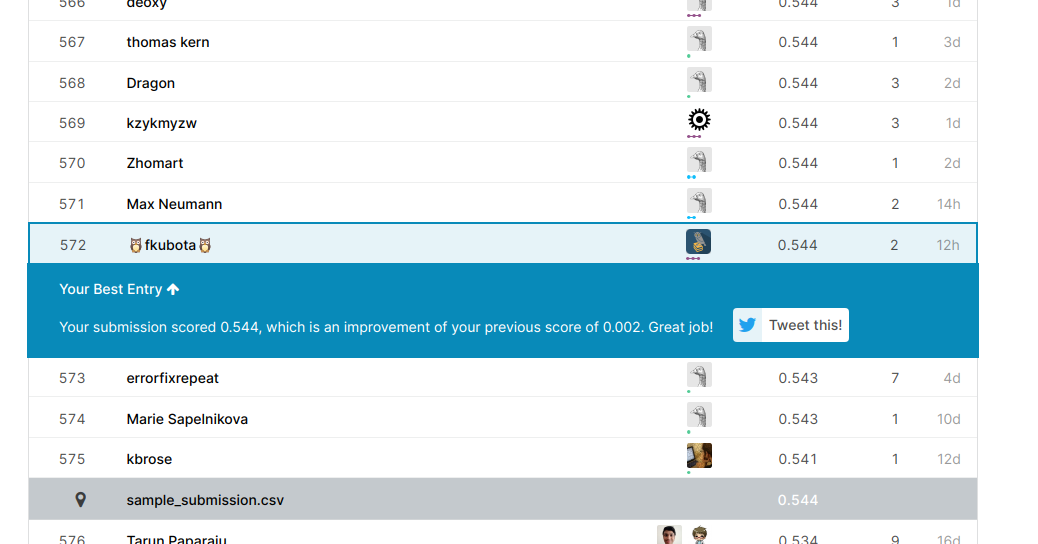 566 deoxy 0.544 3 1d
567 thomas kern 0.544 1 3d
568 Dragon 0.544 3 2d
569 kzykmyzw 0.544 3 1d
570 Zhomart 0.544 1 2d
571 Max Neumann 0.544 2 14h
572 🦉fkubota🦉 0.544 2 12h
Your Best Entry ↑
Your submission scored 0.544, which is an improvement of your previous score of 0.002. Great job! Tweet this!
573 errorfixrepeat 0.543 7 4d
574 Marie Sapelnikova 0.543 1 10d
575 kbrose 0.541 1 12d
sample_submission.csv 0.544
576 Tarun Paparaju 0.534 9 16d